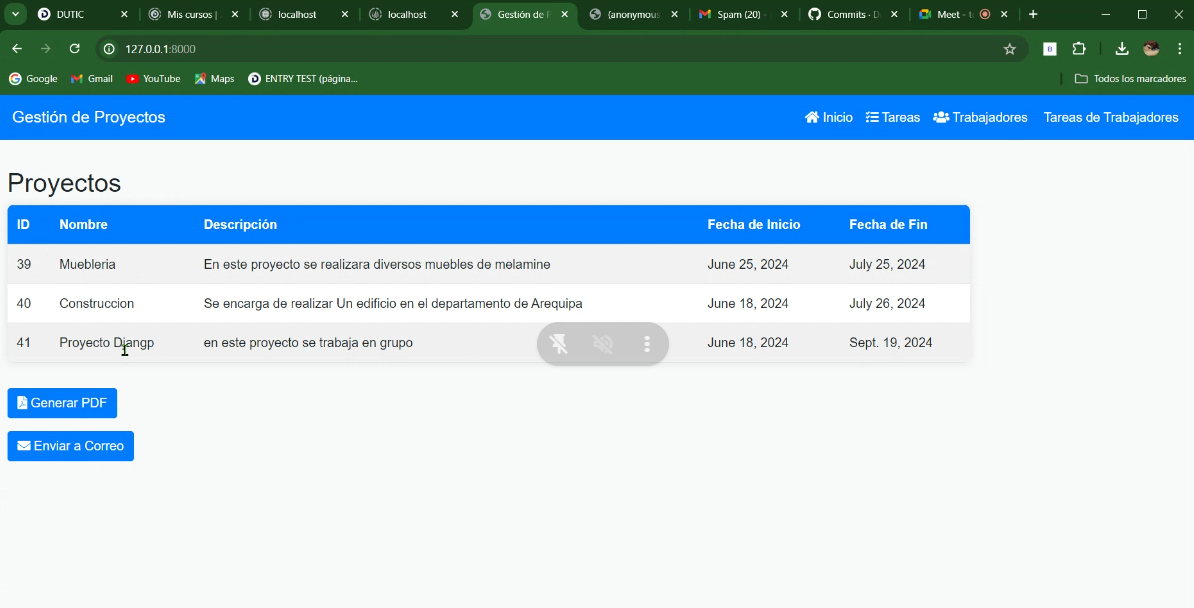 DUTIC
Mis cursos |
localhost
localhost
Gestión de P
(anonymous
Spam (20) -
Commits · D
Meet - t
127.0.0.1:8000
Google
Gmail
YouTube
Maps
ENTRY TEST (página...
Todos los marcadores
Gestión de Proyectos
Inicio
Tareas
Trabajadores
Tareas de Trabajadores
Proyectos
ID Nombre Descripción Fecha de Inicio Fecha de Fin
39 Muebleria En este proyecto se realizara diversos muebles de melamine June 25, 2024 July 25, 2024
40 Construccion Se encarga de realizar Un edificio en el departamento de Arequipa June 18, 2024 July 26, 2024
41 Proyecto Djangp en este proyecto se trabaja en grupo June 18, 2024 Sept. 19, 2024
Generar PDF
Enviar a Correo